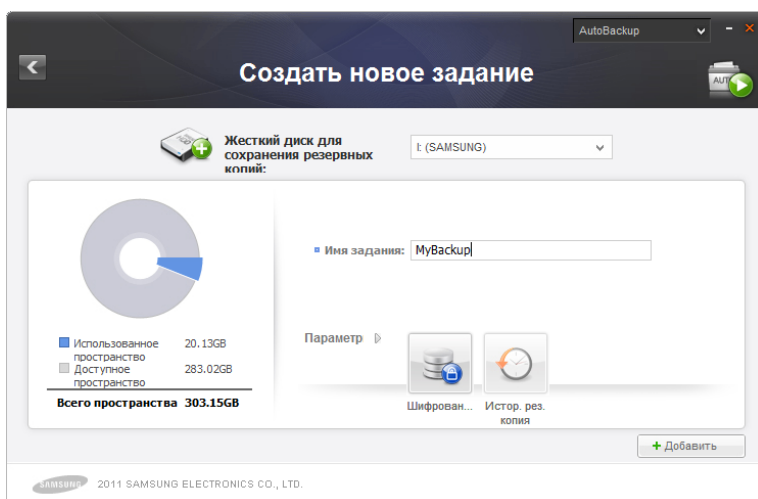 AutoBackup
Создать новое задание
AUTO
Жесткий диск для
сохранения резервных
копий:
I: (SAMSUNG)
Имя задания: MyBackup
Параметр
Использованное 20.13GB
пространство
Доступное 283.02GB
пространство
Всего пространства 303.15GB
Шифрован... Истор. рез.
копия
+ Добавить
SAMSUNG 2011 SAMSUNG ELECTRONICS CO., LTD.